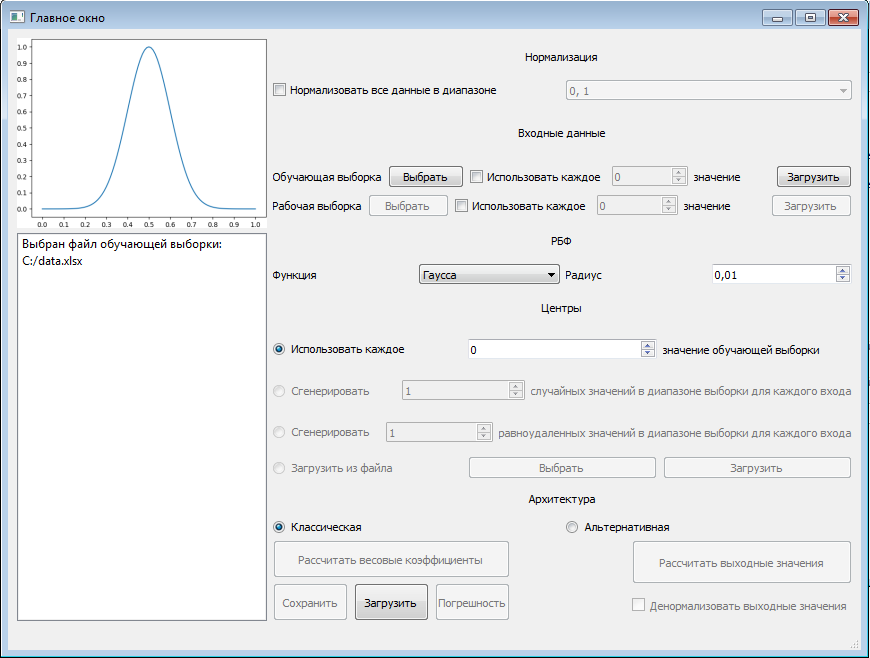 Главное окно
1.0
0.9
0.8
0.7
0.6
0.5
0.4
0.3
0.2
0.1
0.0
0.0 0.1 0.2 0.3 0.4 0.5 0.6 0.7 0.8 0.9 1.0
Выбран файл обучающей выборки:
C:/data.xlsx
Нормализация
Нормализовать все данные в диапазоне 0, 1
Входные данные
Обучающая выборка Выбрать Использовать каждое 0 значение Загрузить
Рабочая выборка Выбрать Использовать каждое 0 значение Загрузить
РБФ
Функция Гаусса Радиус 0,01
Центры
Использовать каждое 0 значение обучающей выборки
Сгенерировать 1 случайных значений в диапазоне выборки для каждого входа
Сгенерировать 1 равноудаленных значений в диапазоне выборки для каждого входа
Загрузить из файла Выбрать Загрузить
Архитектура
Классическая Альтернативная
Рассчитать весовые коэффициенты Рассчитать выходные значения
Сохранить Загрузить Погрешность Денормализовать выходные значения